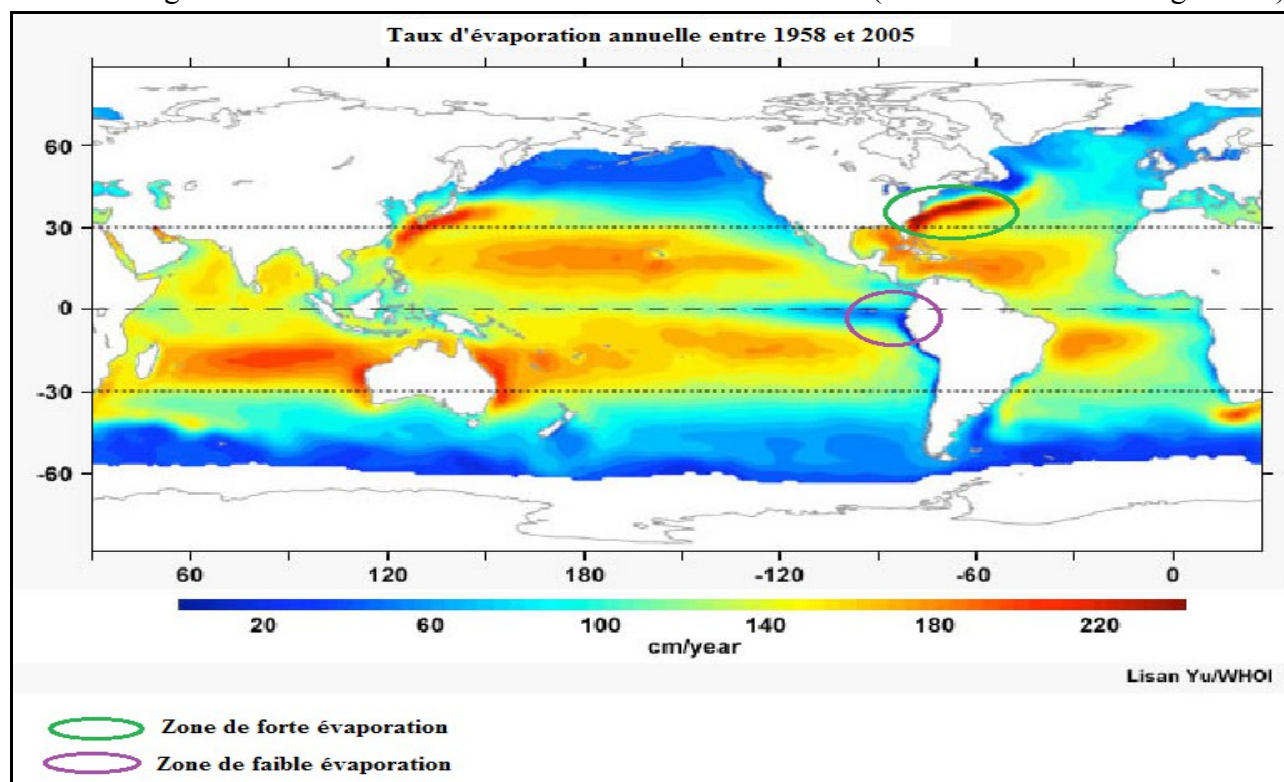 Taux d'évaporation annuelle entre 1958 et 2005
60
30
0
-30
-60
60 120 180 -120 -60 0
20 60 100 140 180 220
cm/year
Lisan Yu/WHOI
Zone de forte évaporation
Zone de faible évaporation